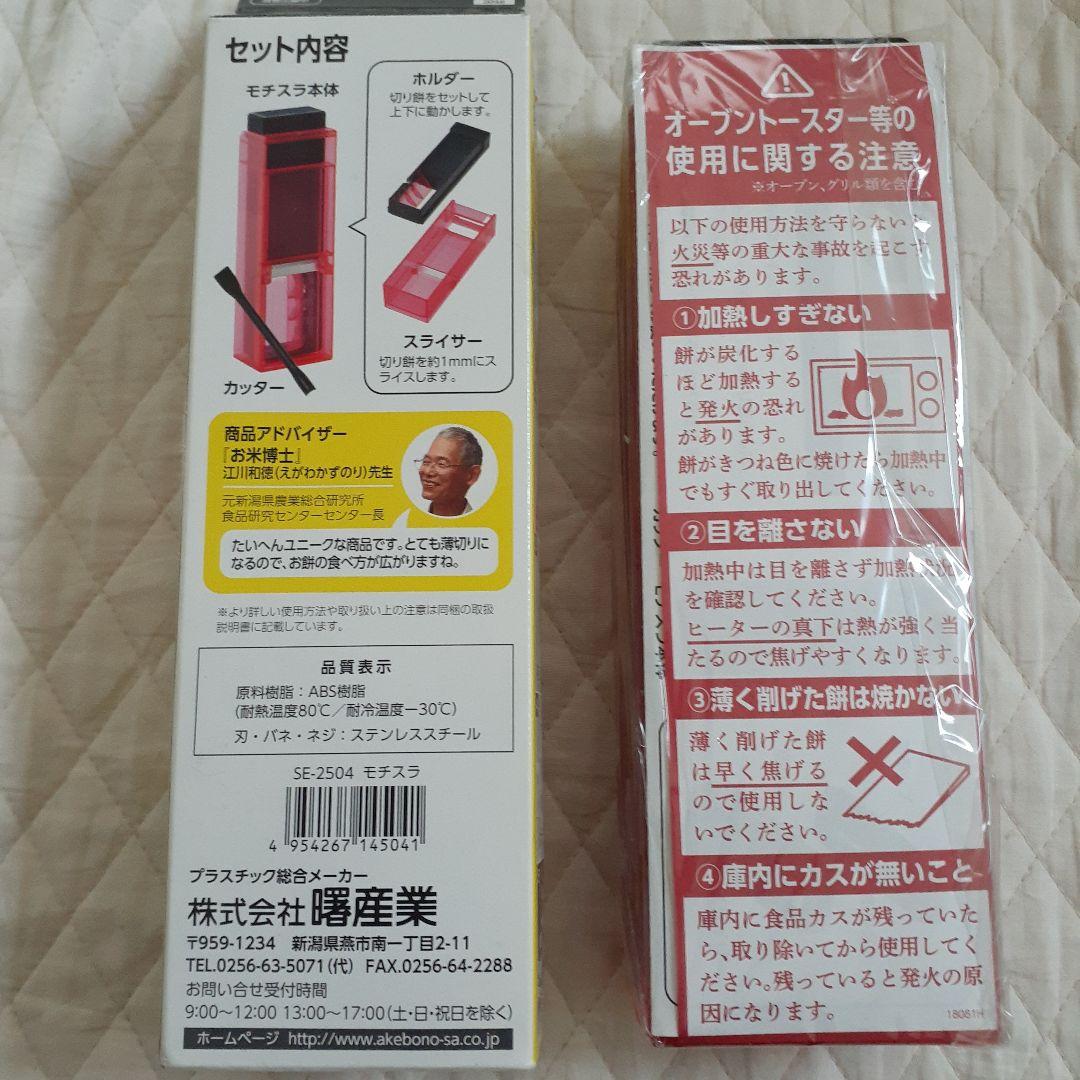 セット内容
モチスラ本体
ホルダー
切り餅をセットして
上下に動かします。
スライサー
切り餅を約1mmにス
ライスします。
カッター
商品アドバイザー
『お米博士』
江川和徳(えがわかずのり)先生
元新潟県農業総合研究所
食品研究センターセンター長
たいへんユニークな商品です。とても薄切りに
なるので、お餅の食べ方が広がりますね。
※より詳しい使用方法や取り扱い上の注意は同梱の取扱
説明書に記載しています。
品質表示
原料樹脂：ABS樹脂
(耐熱温度80℃／耐冷温度ー30℃)
刃・バネ・ネジ：ステンレススチール
SE-2504 モチスラ
4 954267 145041
プラスチック総合メーカー
株式会社 曙産業
〒959-1234 新潟県燕市南一丁目2-11
TEL.0256-63-5071(代) FAX.0256-64-2288
お問い合せ受付時間
9:00～12:00 13:00～17:00(土・日・祝日を除く)
ホームページ http://www.akebono-sa.co.jp
オーブントースター等の
使用に関する注意
※オーブン、グリル類を含む
以下の使用方法を守らないと
火災等の重大な事故を起こす
恐れがあります。
①加熱しすぎない
餅が炭化する
ほど加熱する
と発火の恐れ
があります。
餅がきつね色に焼けたら加熱中
でもすぐ取り出してください。
②目を離さない
加熱中は目を離さず加熱状況
を確認してください。
ヒーターの真下は熱が強く当
たるので焦げやすくなります。
③薄く削げた餅は焼かない
薄く削げた餅
は早く焦げる
ので使用しな
いでください。
④庫内にカスが無いこと
庫内に食品カスが残っていた
ら、取り除いてから使用してく
ださい。残っていると発火の原
因になります。
18081H